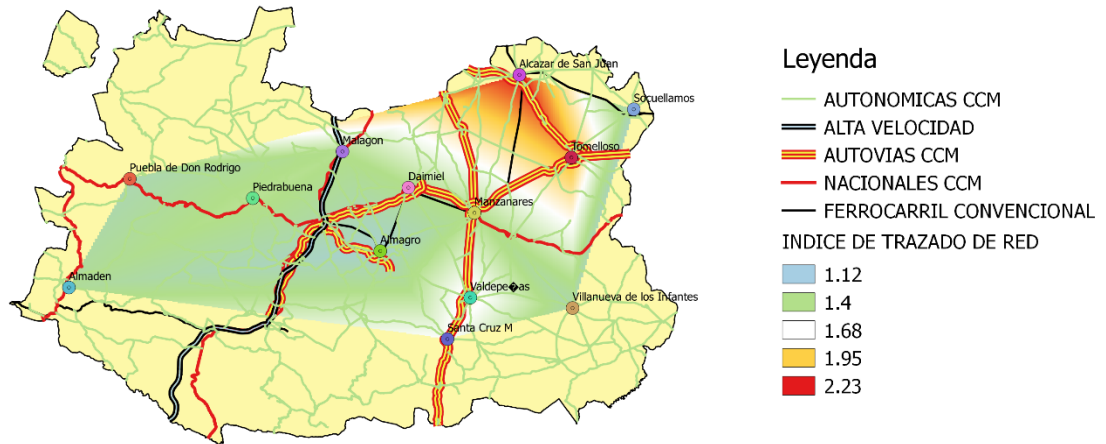 Alcazar de San Juan
Socuellamos
Malagon
Tomelloso
Puebla de Don Rodrigo
Piedrabuena
Daimiel
Manzanares
Almagro
Almaden
Valdepe�as
Villanueva de los Infantes
Santa Cruz M
Leyenda
AUTONOMICAS CCM
ALTA VELOCIDAD
AUTOVIAS CCM
NACIONALES CCM
FERROCARRIL CONVENCIONAL
INDICE DE TRAZADO DE RED
1.12
1.4
1.68
1.95
2.23